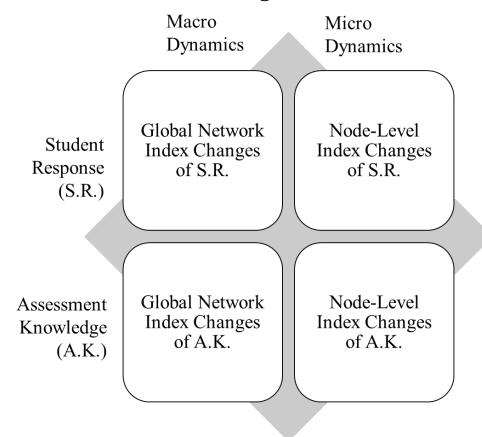 Macro
Dynamics
Micro
Dynamics
Student
Response
(S.R.)
Global Network
Index Changes
of S.R.
Node-Level
Index Changes
of S.R.
Assessment
Knowledge
(A.K.)
Global Network
Index Changes
of A.K.
Node-Level
Index Changes
of A.K.